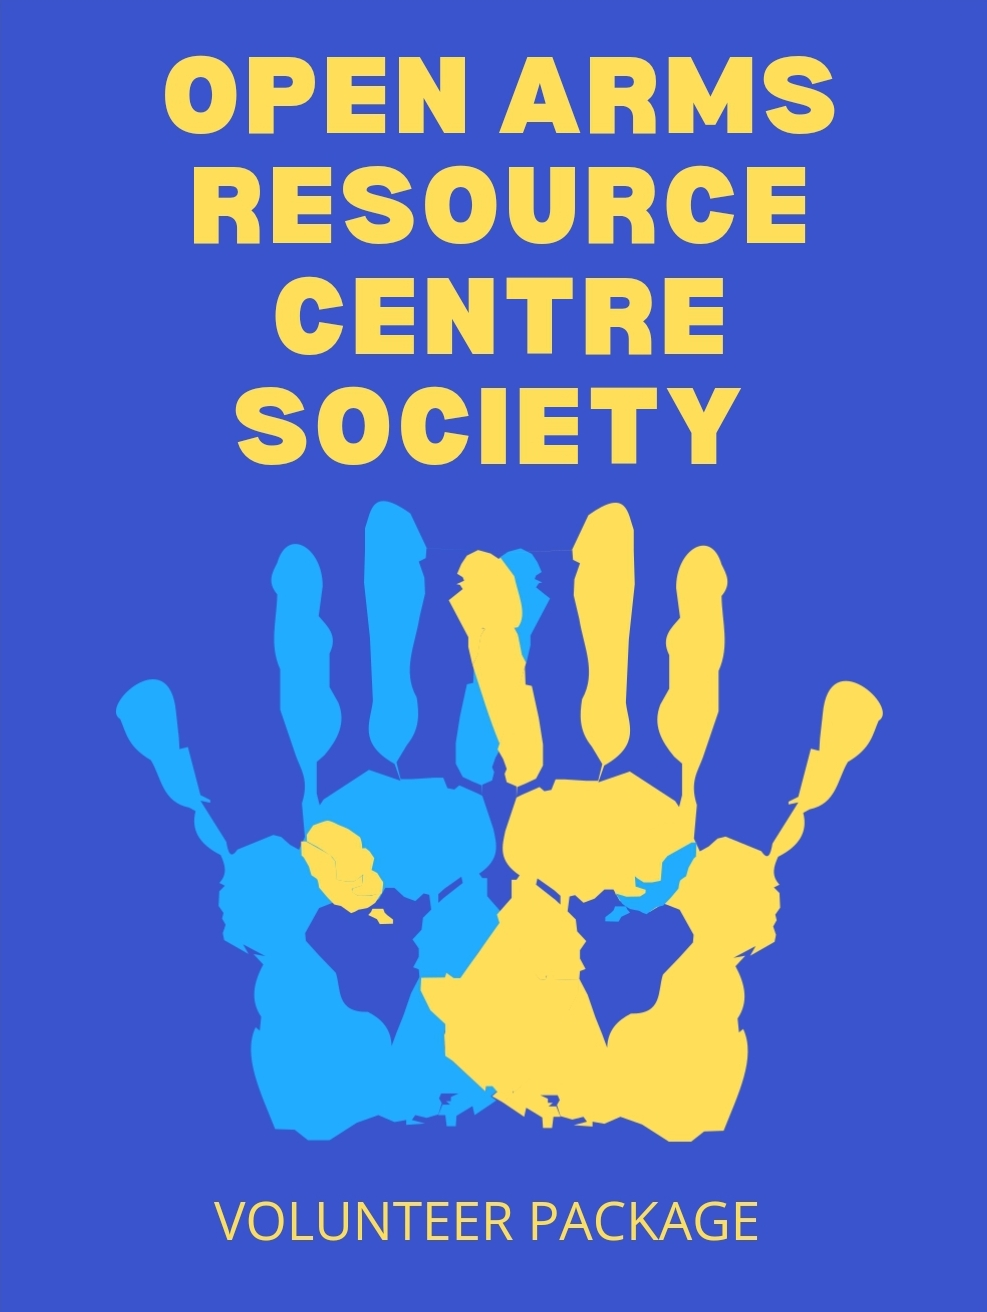 OPEN ARMS
RESOURCE
CENTRE
SOCIETY
VOLUNTEER PACKAGE